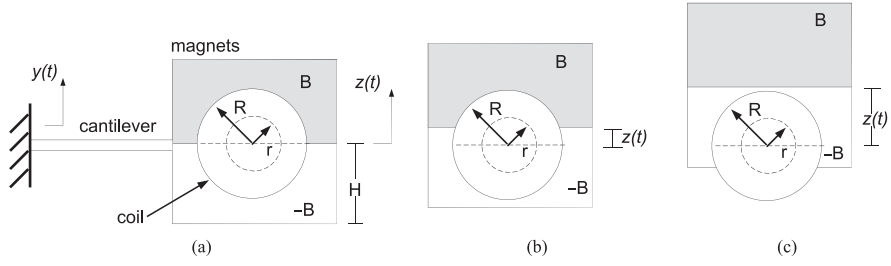 magnets
y(t)
cantilever
coil
B
R
r
–B
z(t)
H
(a)
B
R
r
z(t)
–B
(b)
B
R
r
z(t)
–B
(c)